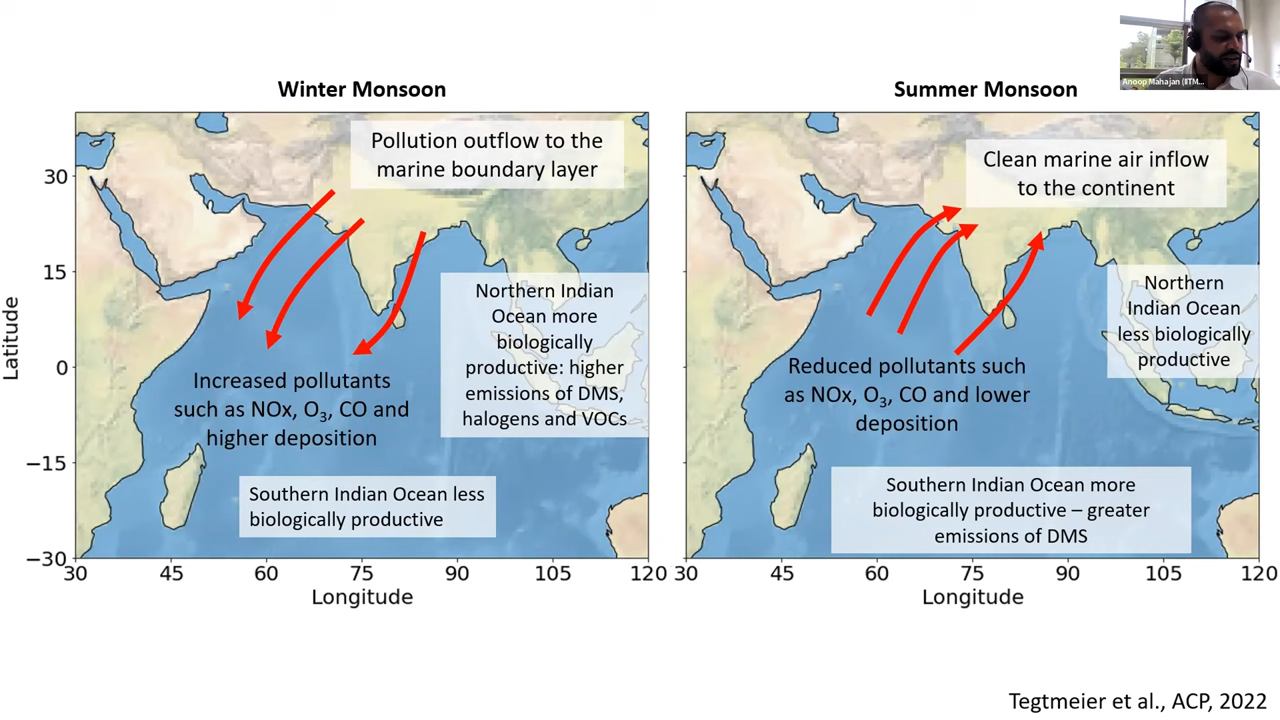 Anoop Mahajan (IITM...
Winter Monsoon
Summer Monsoon
Pollution outflow to the
marine boundary layer
Northern Indian
Ocean more
biologically
productive: higher
emissions of DMS,
halogens and VOCs
Increased pollutants
such as NOx, O₃, CO and
higher deposition
Southern Indian Ocean less
biologically productive
Latitude
30
15
0
−15
−30
30 45 60 75 90 105 120
Longitude
Clean marine air inflow
to the continent
Northern
Indian Ocean
less biologically
productive
Reduced pollutants such
as NOx, O₃, CO and lower
deposition
Southern Indian Ocean more
biologically productive – greater
emissions of DMS
30 45 60 75 90 105 120
Longitude
Tegtmeier et al., ACP, 2022